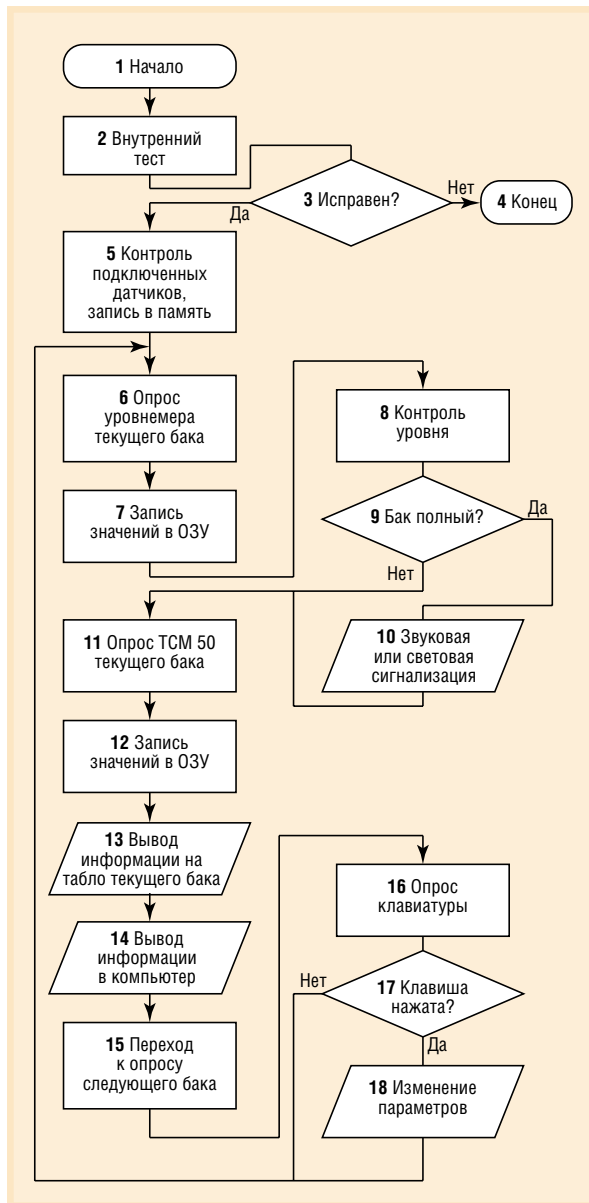 1 Начало
2 Внутренний
тест
3 Исправен?
Нет
4 Конец
Да
5 Контроль
подключенных
датчиков,
запись в память
6 Опрос
уровнемера
текущего бака
8 Контроль
уровня
7 Запись
значений в ОЗУ
9 Бак полный?
Да
Нет
10 Звуковая
или световая
сигнализация
11 Опрос ТСМ 50
текущего бака
12 Запись
значений в ОЗУ
13 Вывод
информации на
табло текущего бака
14 Вывод
информации
в компьютер
15 Переход
к опросу
следующего бака
16 Опрос
клавиатуры
Нет
17 Клавиша
нажата?
Да
18 Изменение
параметров